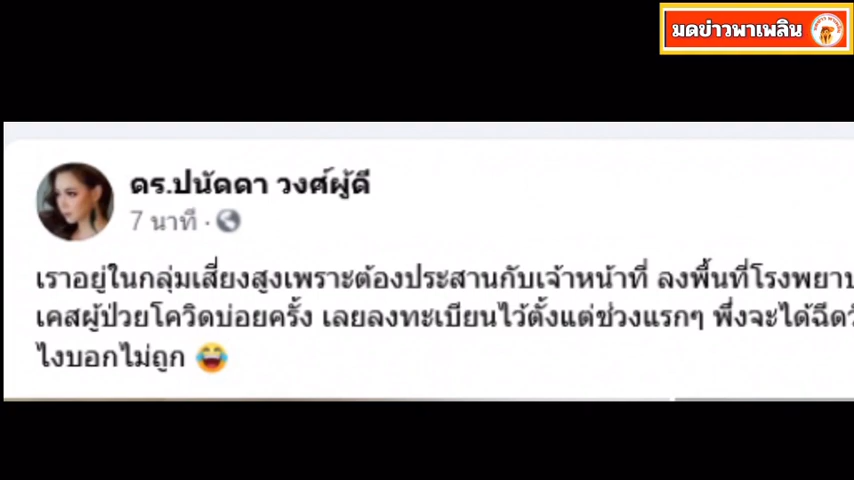 มดข่าวพาเพลิน
ดร.ปนัดดา วงศ์ผู้ดี
7 นาที ·
เราอยู่ในกลุ่มเสี่ยงสูงเพราะต้องประสานกับเจ้าหน้าที่ ลงพื้นที่โรงพยาบ
เคสผู้ป่วยโควิดบ่อยครั้ง เลยลงทะเบียนไว้ตั้งแต่ช่วงแรกๆ พึ่งจะได้ฉีดวั
ไงบอกไม่ถูก 😂